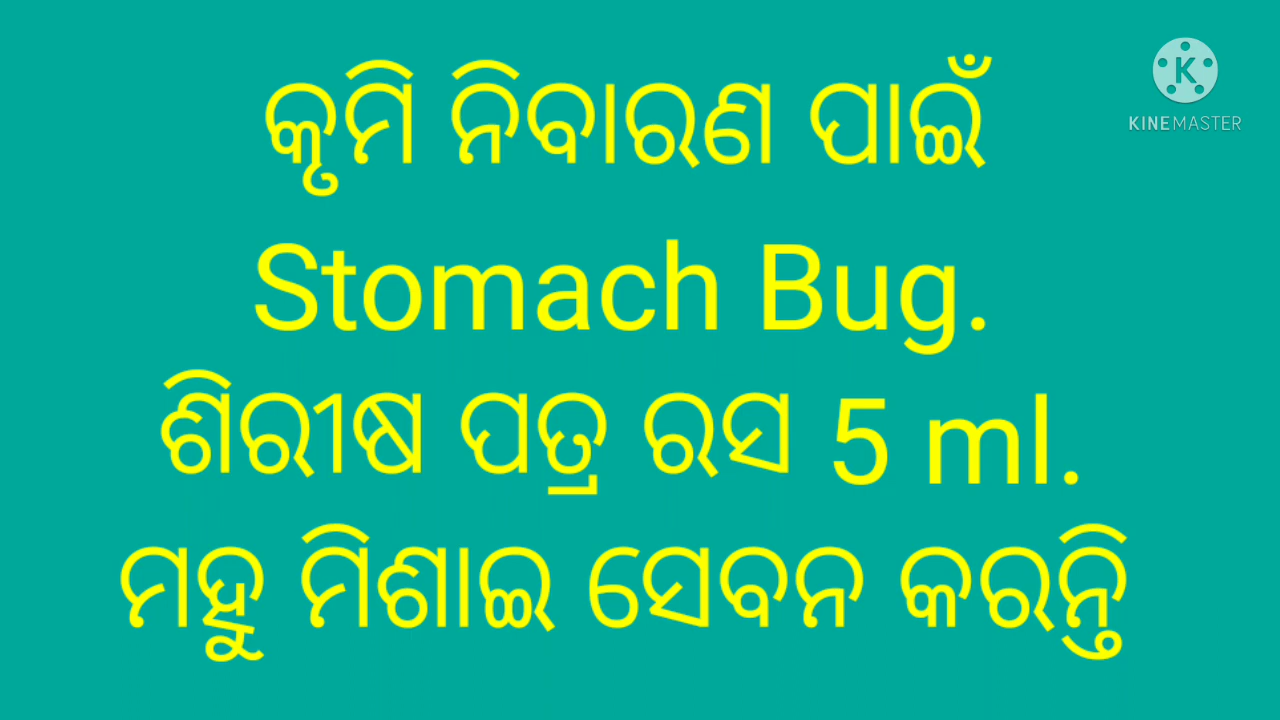 କୃମି ନିବାରଣ ପାଇଁ
K
KINEMASTER
Stomach Bug.
ଶିରୀଷ ପତ୍ର ରସ 5 ml.
ମହୁ ମିଶାଇ ସେବନ କରନ୍ତି